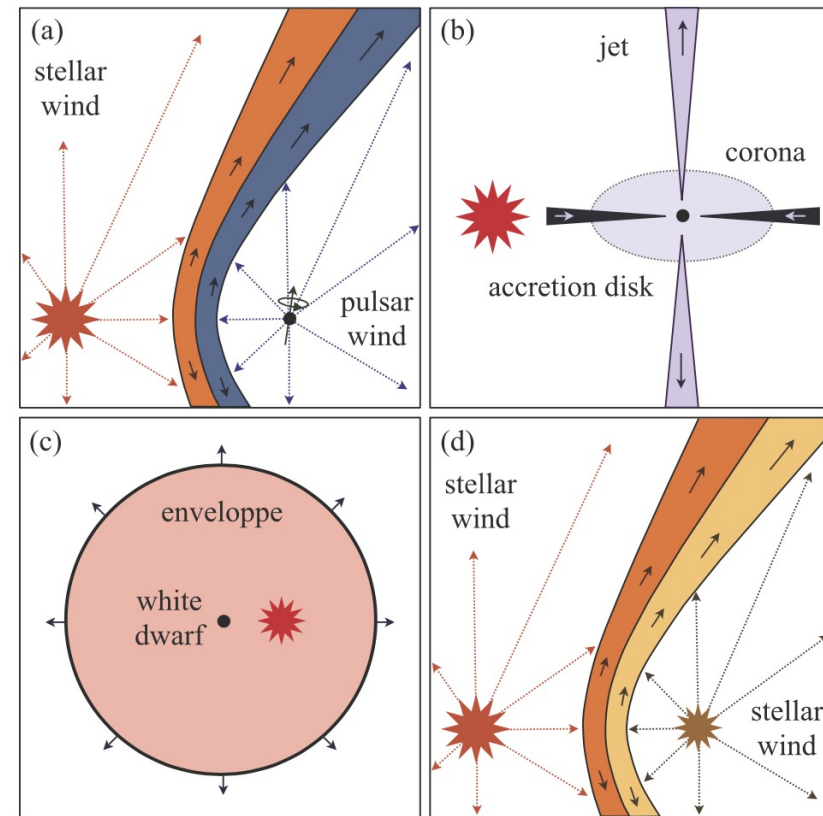 (a)
stellar
wind
pulsar
wind
(b)
jet
corona
accretion disk
(c)
enveloppe
white
dwarf
(d)
stellar
wind
stellar
wind